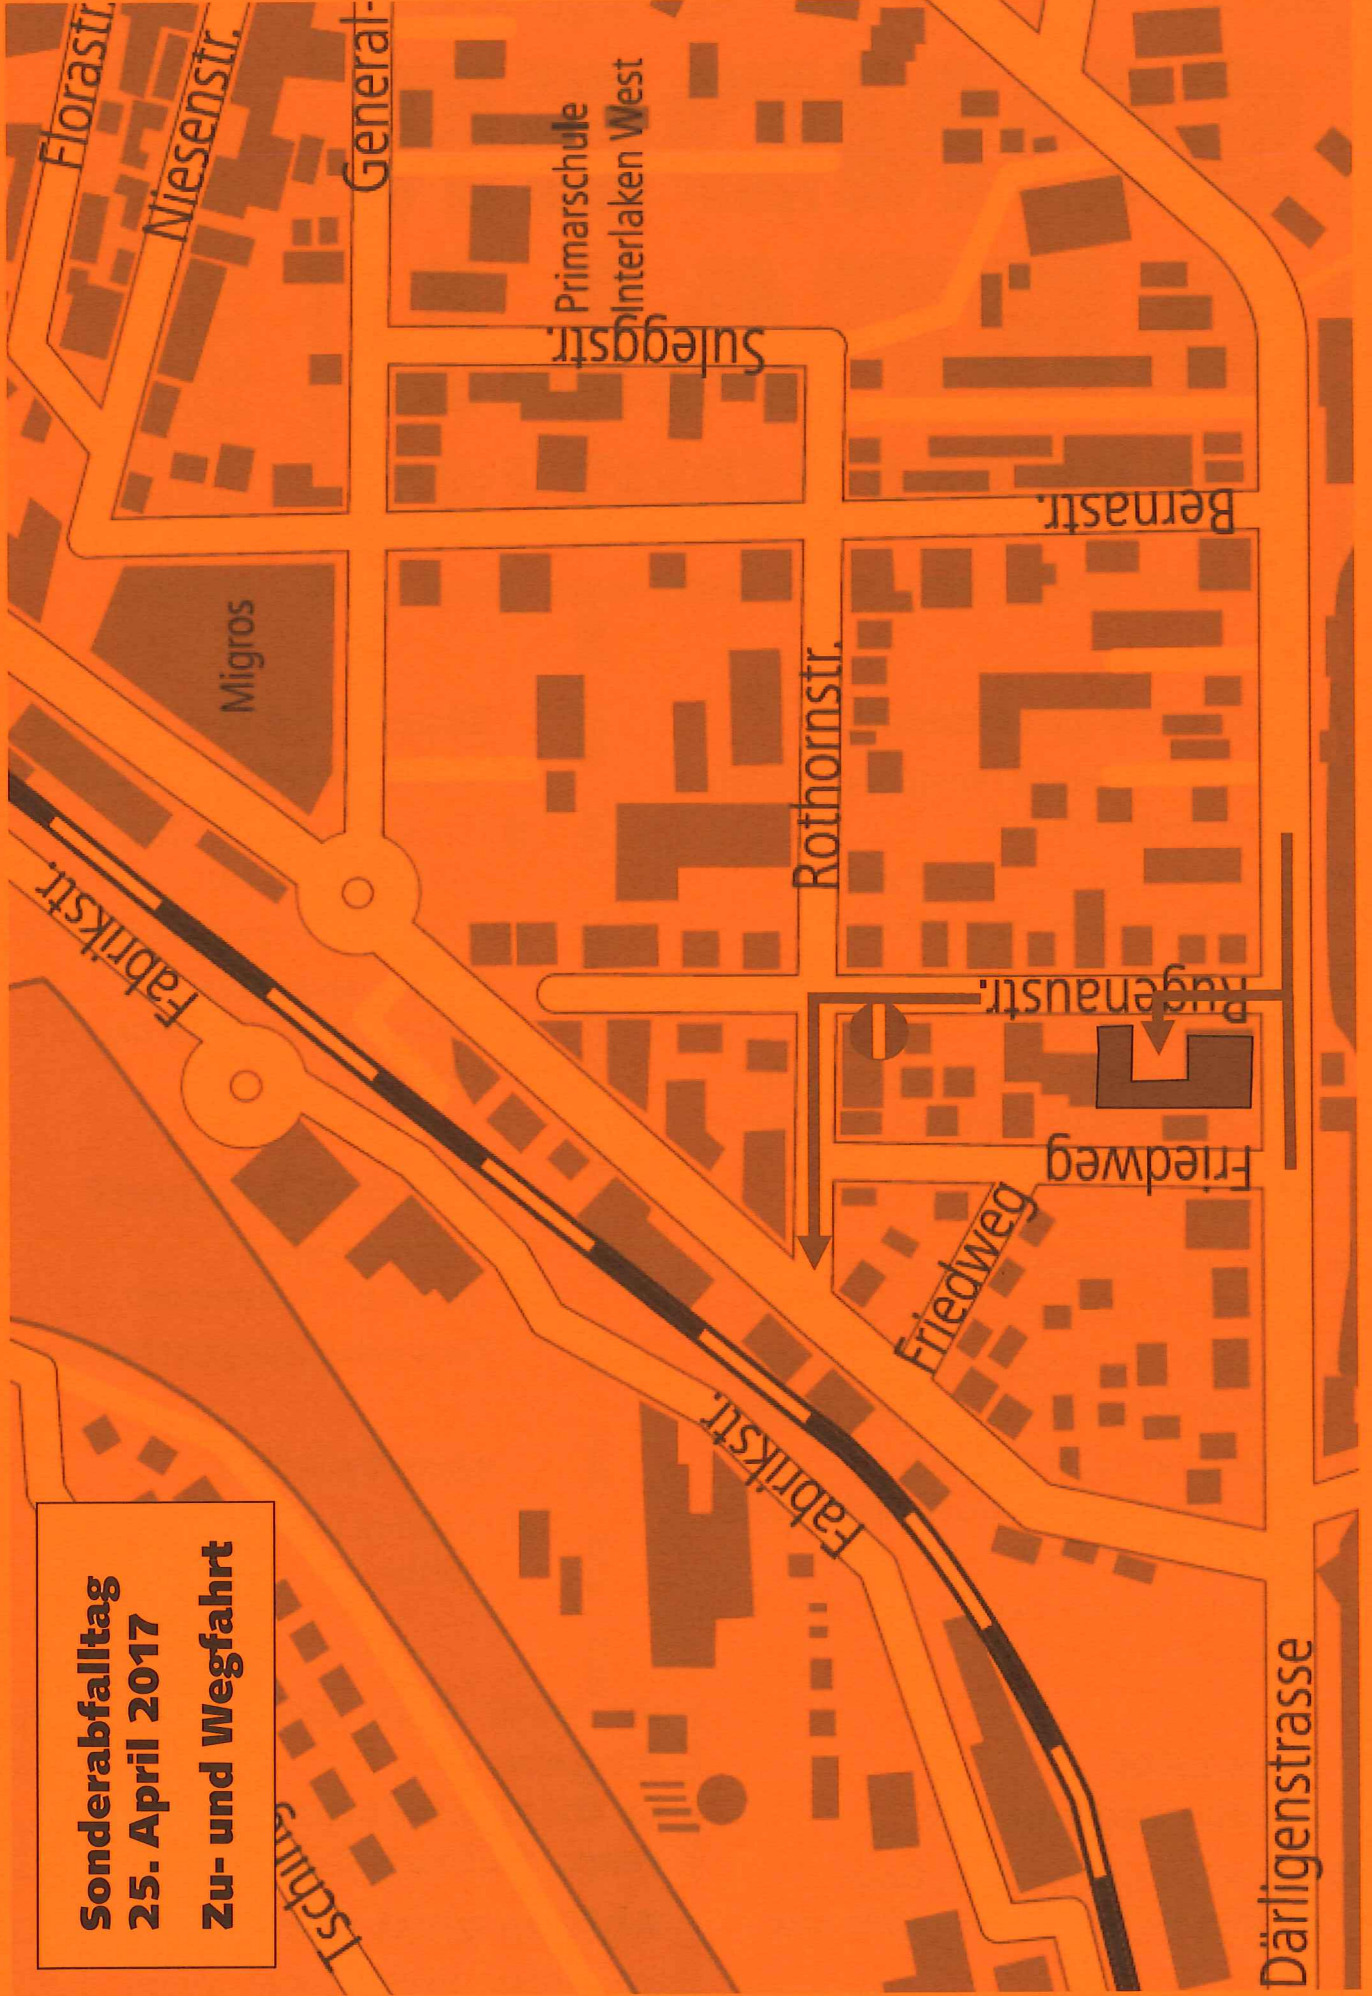 Sonderabfalltag
25. April 2017
Zu- und Wegfahrt
Florastr.
Niesenstr.
General-
Primarschule
Interlaken West
Suleggstr.
Bernastr.
Migros
Rothornstr.
Fabrikstr.
Rugenaustr.
Friedweg
Friedweg
Fabrikstr.
Tsching
Därligenstrasse